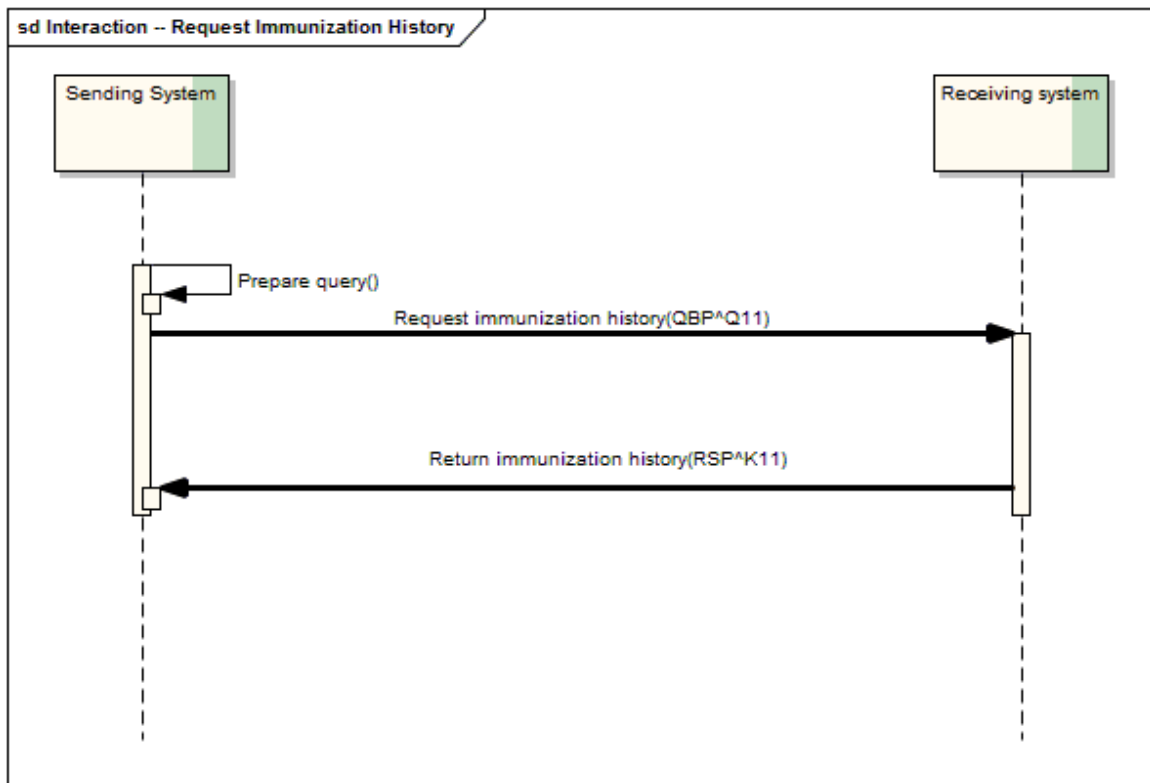 sd Interaction -- Request Immunization History
Sending System
Receiving system
Prepare query()
Request immunization history(QBP^Q11)
Return immunization history(RSP^K11)